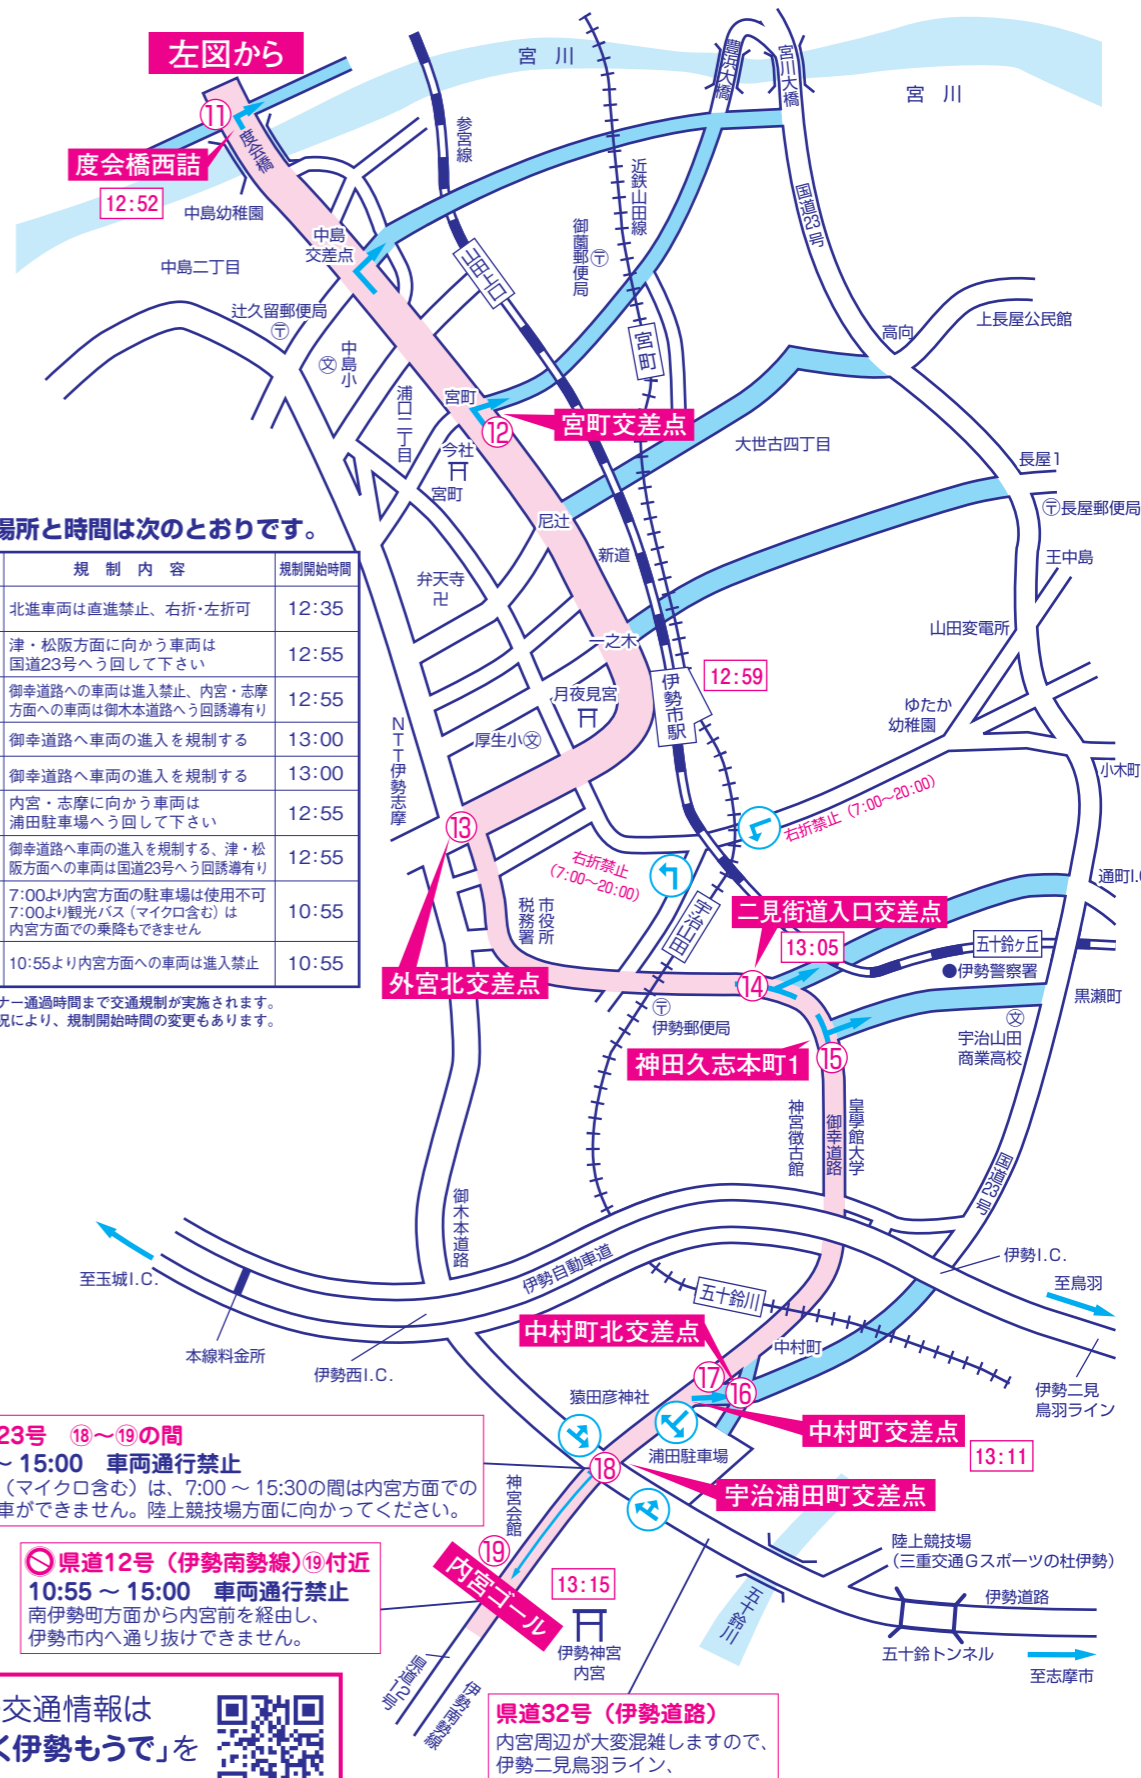 左図から
宮川
宮川
豊浜大橋
宮川大橋
⑪
度会橋
度会橋西詰
12:52
参宮線
近鉄山田線
国道23号
中島幼稚園
中島
交差点
中島二丁目
山田上口
御薗郵便局
〒
辻久留郵便局
〒
文
中島小
宮町
高向
上長屋公民館
浦口二丁目
宮町
⑫
宮町交差点
今社
宮町
大世古四丁目
長屋1
〒長屋郵便局
尼辻
新道
王中島
場所と時間は次のとおりです。
規制内容
規制開始時間
北進車両は直進禁止、右折・左折可
12:35
津・松阪方面に向かう車両は
国道23号へう回して下さい
12:55
御幸道路への車両は進入禁止、内宮・志摩
方面への車両は御木本道路へう回誘導有り
12:55
御幸道路へ車両の進入を規制する
13:00
御幸道路へ車両の進入を規制する
13:00
内宮・志摩に向かう車両は
浦田駐車場へう回して下さい
12:55
御幸道路へ車両の進入を規制する、津・松
阪方面への車両は国道23号へう回誘導有り
12:55
7:00より内宮方面の駐車場は使用不可
7:00より観光バス（マイクロ含む）は
内宮方面での乗降もできません
10:55
10:55より内宮方面への車両は進入禁止
10:55
ナー通過時間まで交通規制が実施されます。
況により、規制開始時間の変更もあります。
弁天寺
卍
一之木
山田変電所
伊勢市駅
12:59
月夜見宮
ゆたか
幼稚園
NTT伊勢志摩
厚生小文
小木町
⑬
右折禁止（7:00〜20:00）
右折禁止
（7:00〜20:00）
宇治山田
通町I.C
市役所
税務署
二見街道入口交差点
13:05
五十鈴ヶ丘
外宮北交差点
⑭
●伊勢警察署
〒
伊勢郵便局
黒瀬町
文
宇治山田
商業高校
神田久志本町1
⑮
神宮徴古館
御幸道路
皇學館大学
国道23号
御木本道路
伊勢自動車道
至玉城I.C.
伊勢I.C.
至鳥羽
五十鈴川
本線料金所
伊勢西I.C.
中村町北交差点
中村町
⑰
⑯
伊勢二見
鳥羽ライン
猿田彦神社
中村町交差点
13:11
浦田駐車場
23号　⑱〜⑲の間
〜 15:00　車両通行禁止
（マイクロ含む）は、7:00 〜 15:30の間は内宮方面での
車ができません。陸上競技場方面に向かってください。
⑱
宇治浦田町交差点
神宮会館
陸上競技場
（三重交通Gスポーツの杜伊勢）
⑲
内宮ゴール
13:15
県道12号（伊勢南勢線）⑲付近
10:55 〜 15:00　車両通行禁止
南伊勢町方面から内宮前を経由し、
伊勢市内へ通り抜けできません。
伊勢神宮
内宮
五十鈴川
伊勢道路
五十鈴トンネル
至志摩市
県道12号
伊勢南勢線
交通情報は
く伊勢もうで」を
県道32号（伊勢道路）
内宮周辺が大変混雑しますので、
伊勢二見鳥羽ライン、